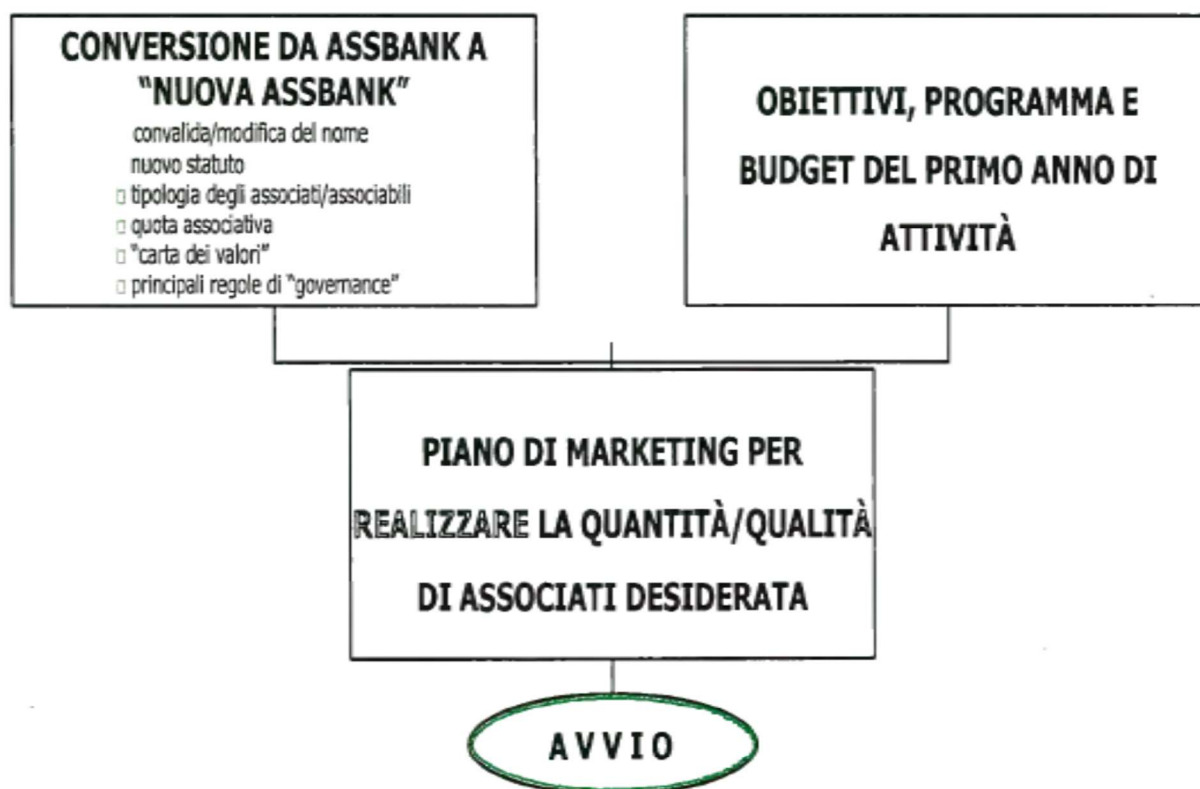 CONVERSIONE DA ASSBANK A
"NUOVA ASSBANK"
convalida/modifica del nome
nuovo statuto
tipologia degli associati/associabili
quota associativa
"carta dei valori"
principali regole di "governance"
OBIETTIVI, PROGRAMMA E
BUDGET DEL PRIMO ANNO DI
ATTIVITÀ
PIANO DI MARKETING PER
REALIZZARE LA QUANTITÀ/QUALITÀ
DI ASSOCIATI DESIDERATA
AVVIO